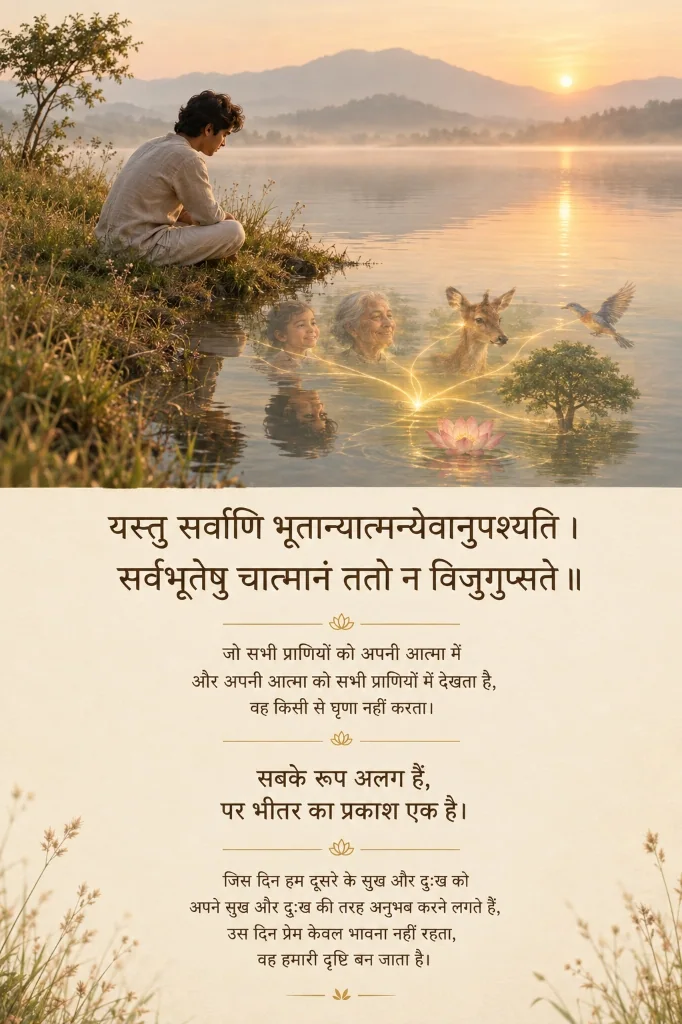 यस्तु सर्वाणि भूतान्यात्मन्येवानुपश्यति ।
सर्वभूतेषु चात्मानं ततो न विजुगुप्सते ॥
जो सभी प्राणियों को अपनी आत्मा में
और अपनी आत्मा को सभी प्राणियों में देखता है,
वह किसी से घृणा नहीं करता।
सबके रूप अलग हैं,
पर भीतर का प्रकाश एक है।
जिस दिन हम दूसरे के सुख और दुःख को
अपने सुख और दुःख की तरह अनुभव करने लगते हैं,
उस दिन प्रेम केवल भावना नहीं रहता,
वह हमारी दृष्टि बन जाता है।